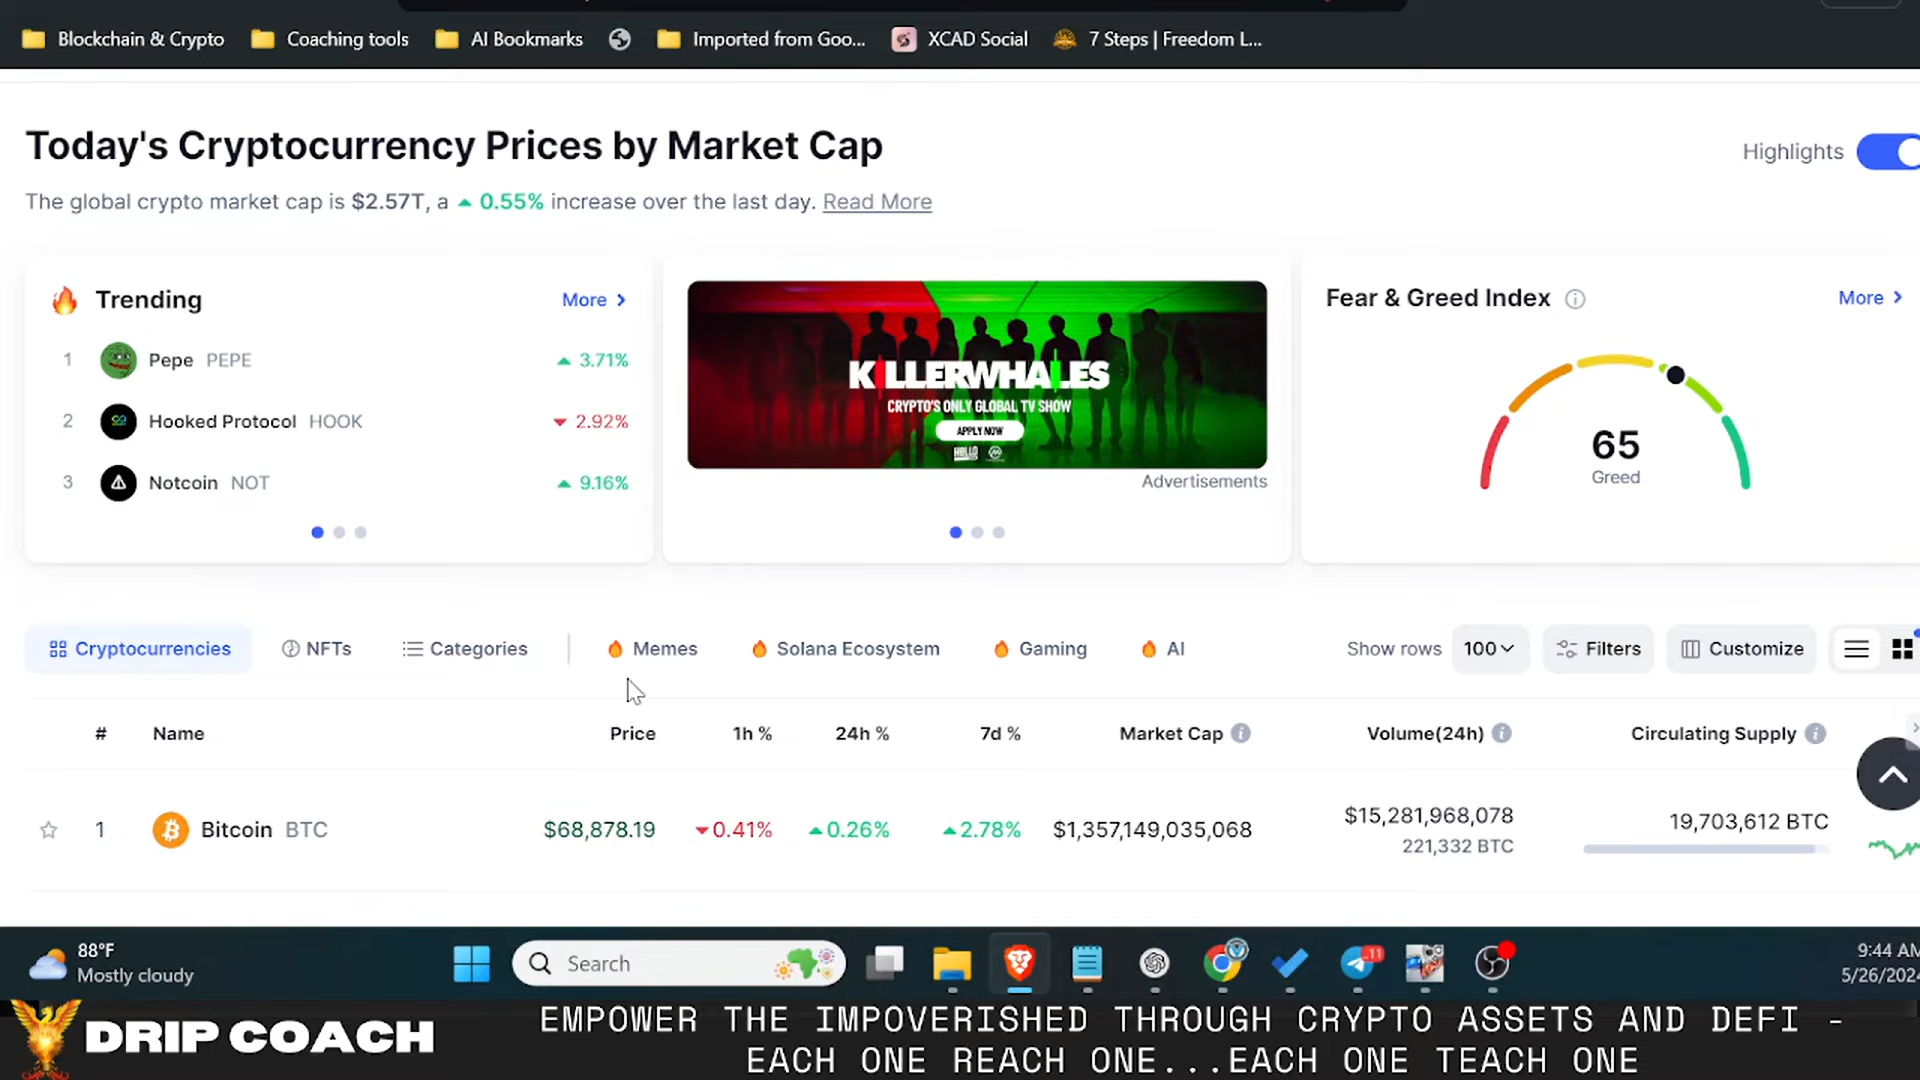 Blockchain & Crypto Coaching tools AI Bookmarks Imported from Goo... XCAD Social 7 Steps | Freedom L...
Today's Cryptocurrency Prices by Market Cap
Highlights
The global crypto market cap is $2.57T, a 0.55% increase over the last day. Read More
Trending More
1 Pepe PEPE 3.71%
2 Hooked Protocol HOOK 2.92%
3 Notcoin NOT 9.16%
KILLERWHALES
CRYPTO'S ONLY GLOBAL TV SHOW
APPLY NOW
HELLO
Advertisements
Fear & Greed Index More
65
Greed
Cryptocurrencies NFTs Categories Memes Solana Ecosystem Gaming AI Show rows 100 Filters Customize
# Name Price 1h % 24h % 7d % Market Cap Volume(24h) Circulating Supply
1 Bitcoin BTC $68,878.19 0.41% 0.26% 2.78% $1,357,149,035,068 $15,281,968,078 19,703,612 BTC
221,332 BTC
88°F
Mostly cloudy
Search
11
9:44 AM
5/26/2024
DRIP COACH
EMPOWER THE IMPOVERISHED THROUGH CRYPTO ASSETS AND DEFI -
EACH ONE REACH ONE...EACH ONE TEACH ONE